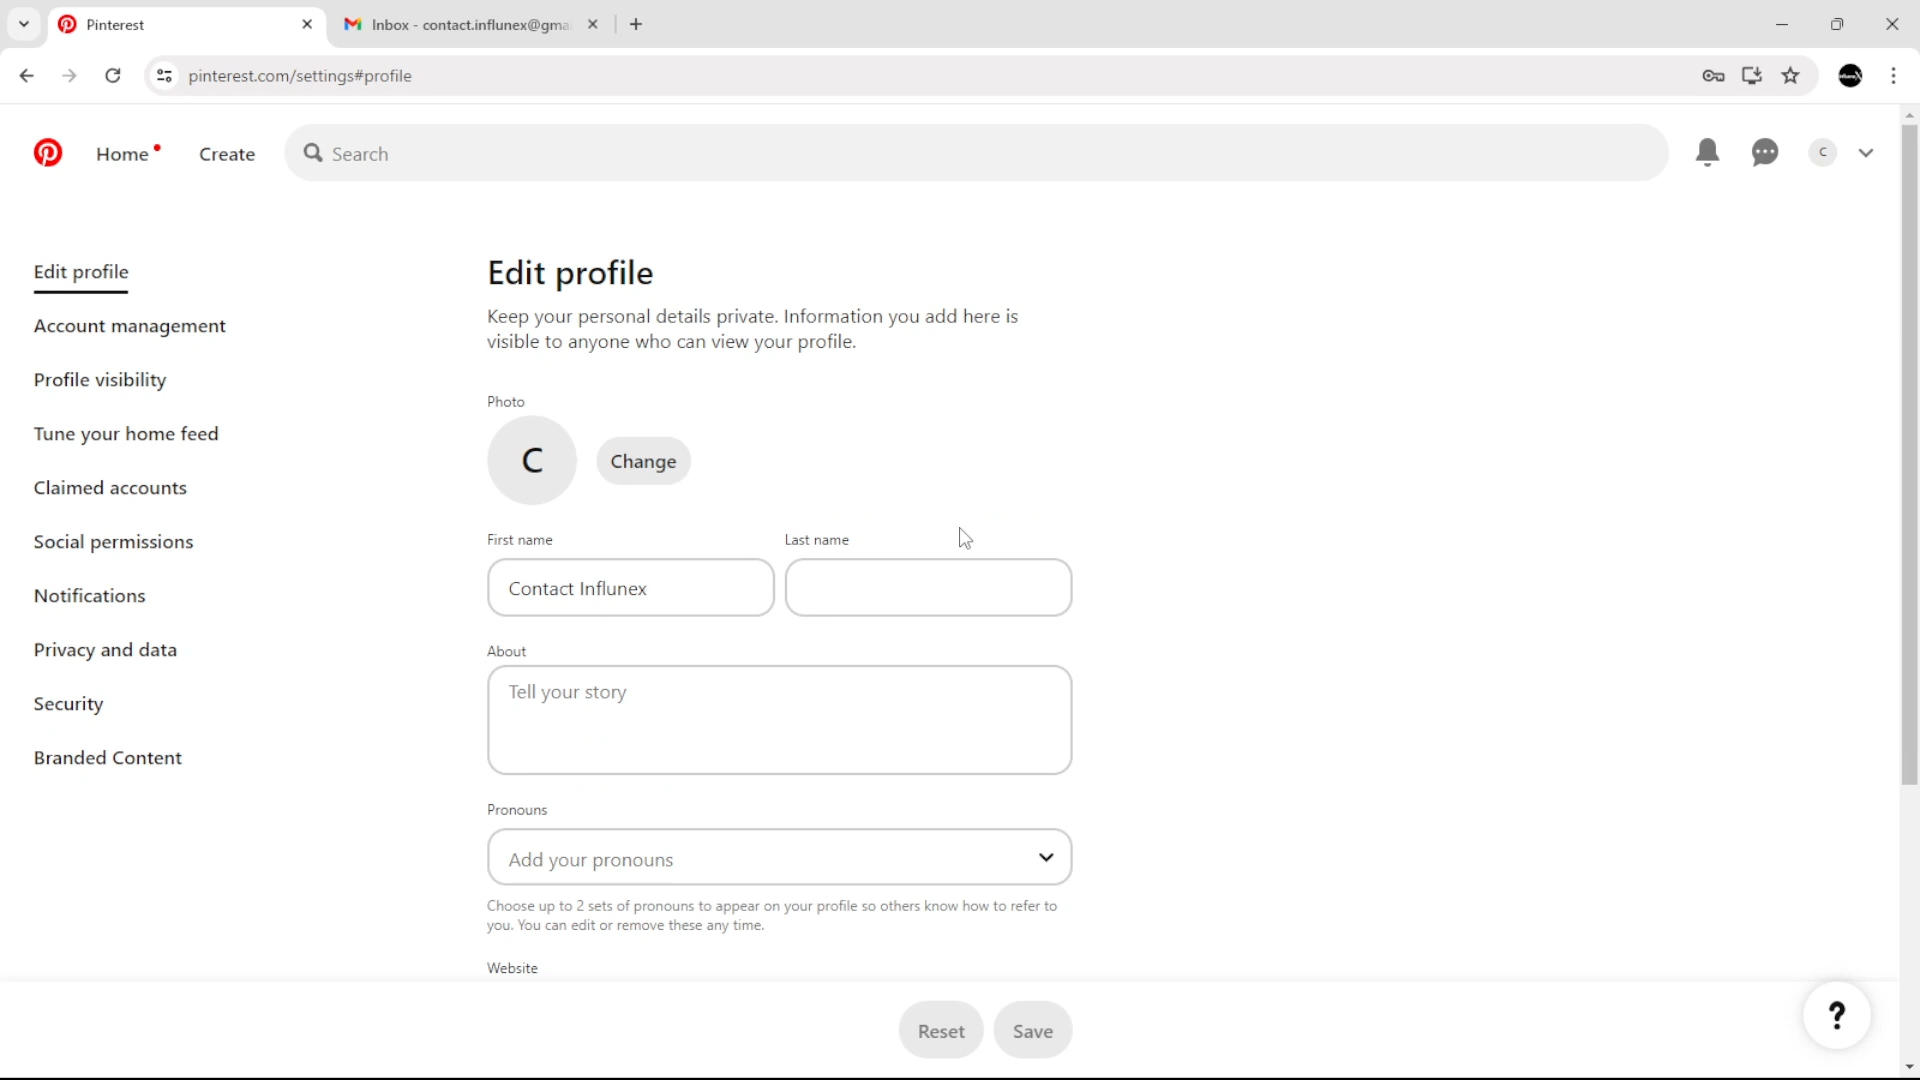 Pinterest
Inbox - contact.influnex@gma
pinterest.com/settings#profile
Home
Create
Search
C
Edit profile
Account management
Profile visibility
Tune your home feed
Claimed accounts
Social permissions
Notifications
Privacy and data
Security
Branded Content
Edit profile
Keep your personal details private. Information you add here is
visible to anyone who can view your profile.
Photo
C
Change
First name
Last name
Contact Influnex
About
Tell your story
Pronouns
Add your pronouns
Choose up to 2 sets of pronouns to appear on your profile so others know how to refer to
you. You can edit or remove these any time.
Website
Reset
Save
?